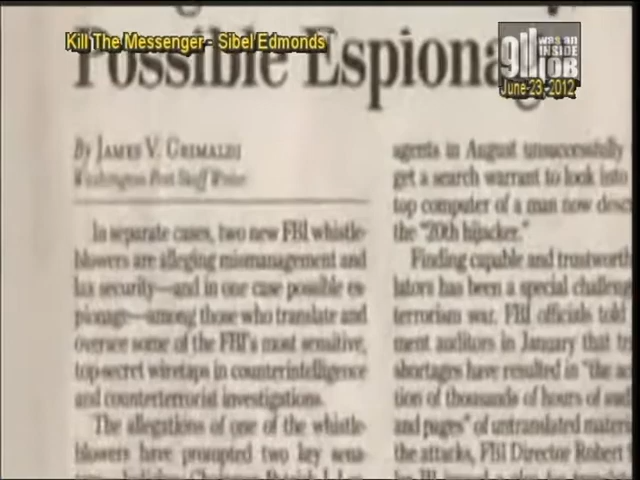 Kill The Messenger - Sibel Edmonds
9/11 WAS AN
INSIDE
JOB
June-23, 2012
Possible Espionag
By JAMES V. GRIMALDI
Washington Post Staff Writer
In separate cases, two new FBI whistle-
blowers are alleging mismanagement and
lax security—and in one case possible es-
pionage—among those who translate and
oversee some of the FBI's most sensitive,
top-secret wiretaps in counterintelligence
and counterterrorist investigations.
The allegations of one of the whistle-
blowers have prompted two key sena-
agents in August unsuccessfully
get a search warrant to look into
top computer of a man now desc
the "20th hijacker."
Finding capable and trustworth
lators has been a special challeng
terrorism war. FBI officials told
ment auditors in January that tr
shortages have resulted in "the ac
tion of thousands of hours of aud
and pages" of untranslated mater
the attacks, FBI Director Robert